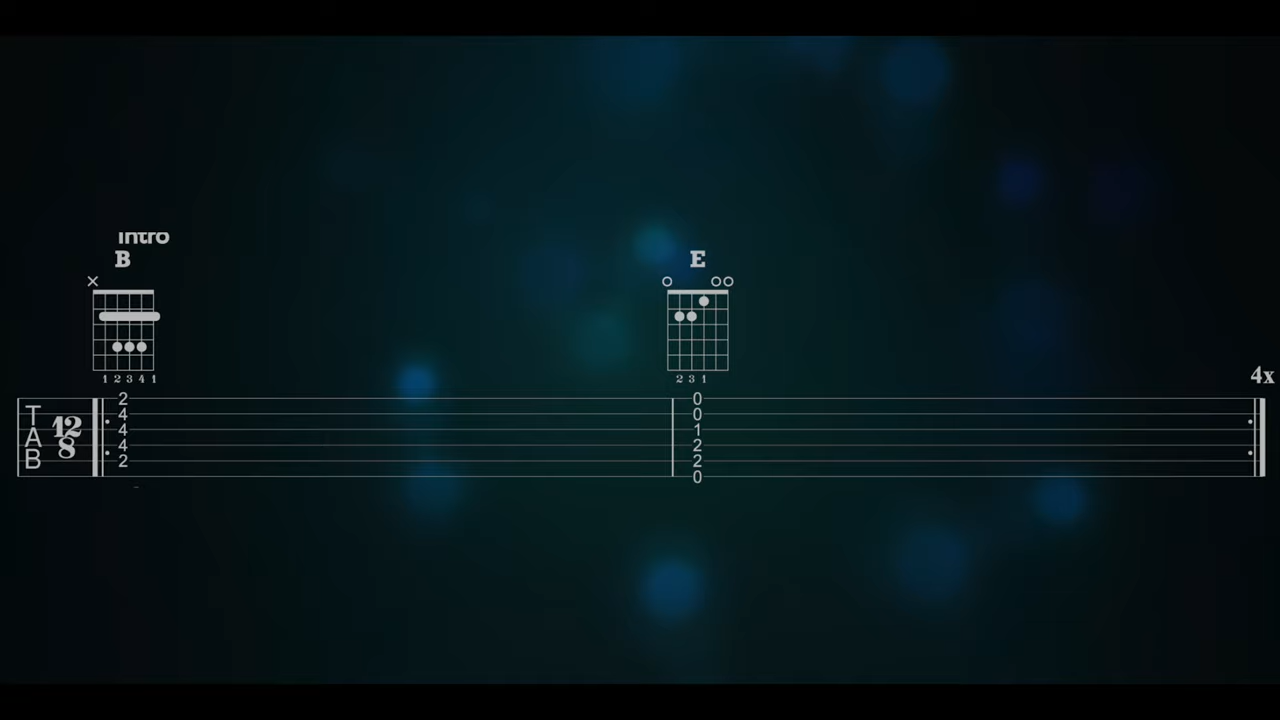 Intro
B E
× o oo
1 2 3 4 1 2 3 1
4x
T A B 12 8 2 4 4 4 2 0 0 1 2 2 0